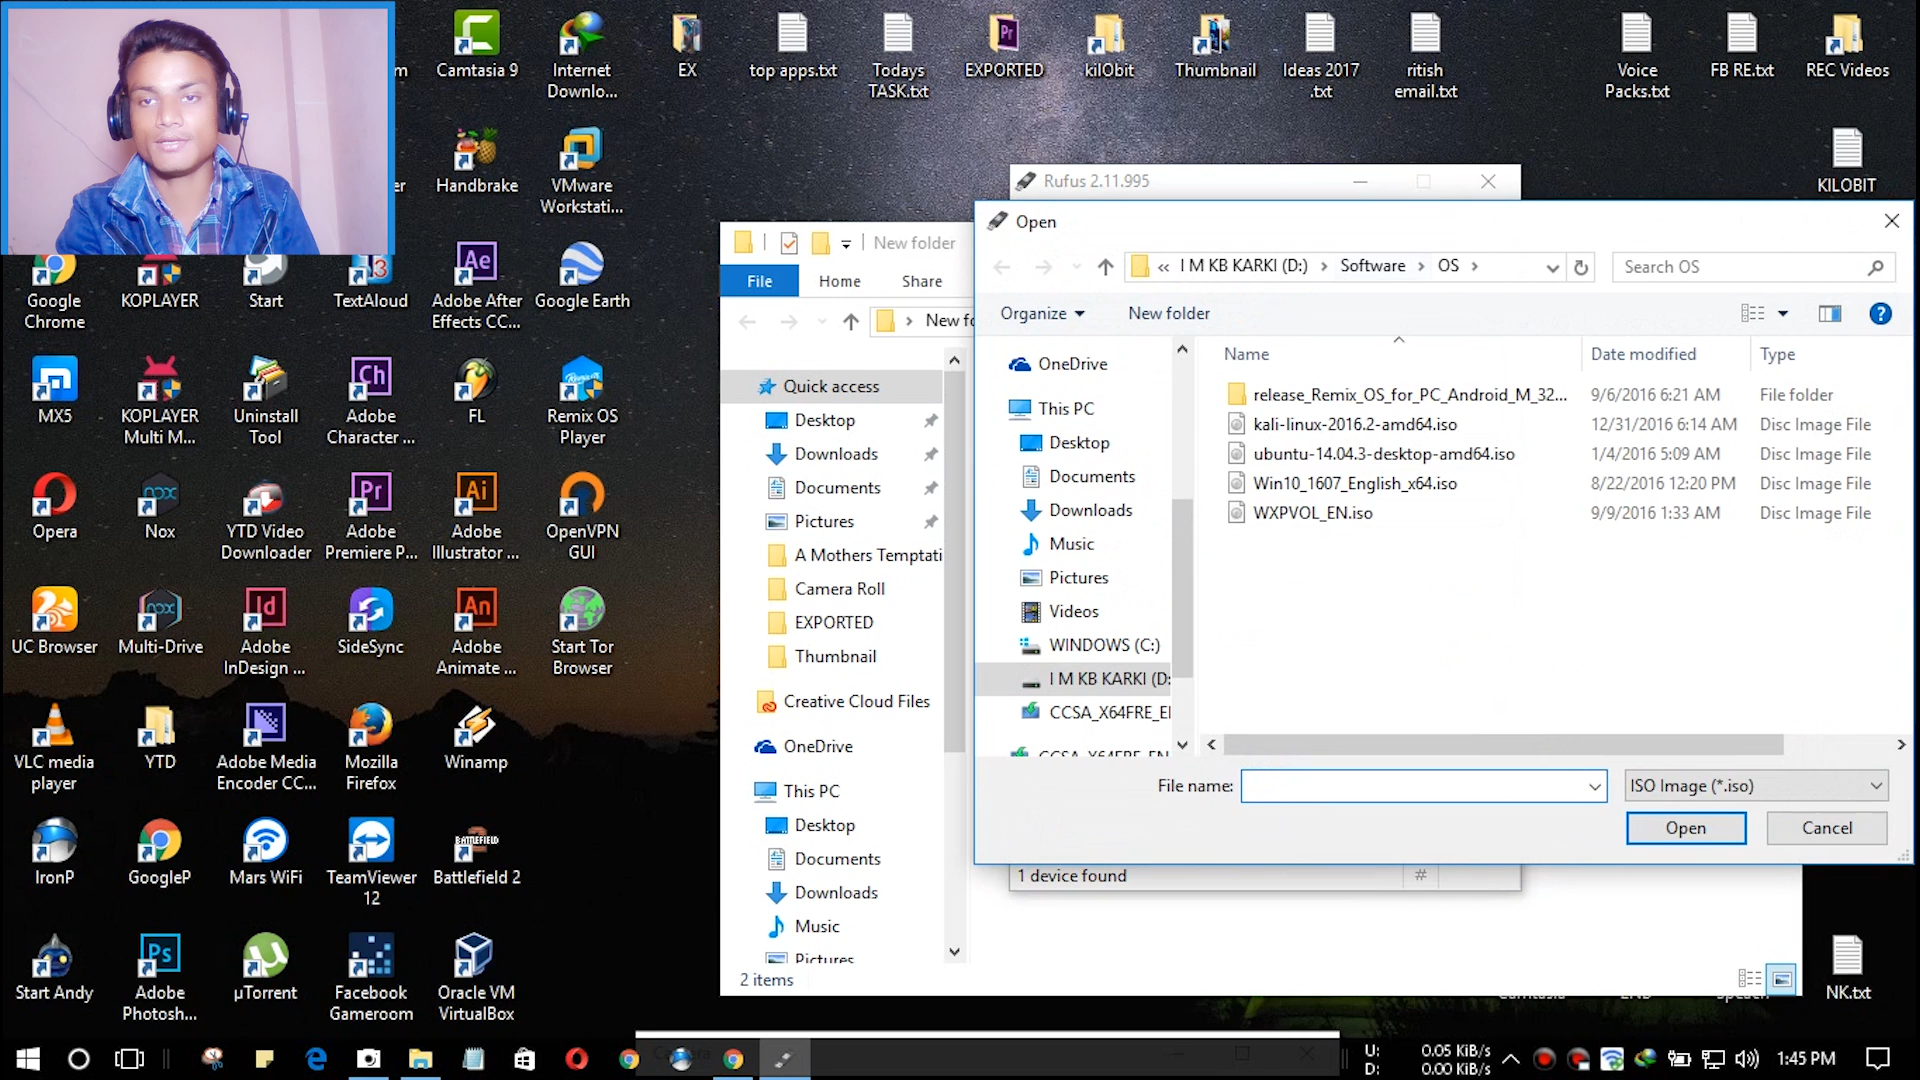 m
Camtasia 9
Internet
Downlo...
EX
top apps.txt
Todays
TASK.txt
EXPORTED
kilObit
Thumbnail
Ideas 2017
.txt
ritish
email.txt
Voice
Packs.txt
FB RE.txt
REC Videos
er
Handbrake
VMware
Workstati...
KILOBIT
Google
Chrome
KOPLAYER
Start
TextAloud
Adobe After
Effects CC...
Google Earth
MX5
KOPLAYER
Multi M...
Uninstall
Tool
Adobe
Character ...
FL
Remix OS
Player
Opera
Nox
YTD Video
Downloader
Adobe
Premiere P...
Adobe
Illustrator ...
OpenVPN
GUI
UC Browser
Multi-Drive
Adobe
InDesign ...
SideSync
Adobe
Animate ...
Start Tor
Browser
VLC media
player
YTD
Adobe Media
Encoder CC...
Mozilla
Firefox
Winamp
IronP
GoogleP
Mars WiFi
TeamViewer
12
Battlefield 2
Start Andy
Adobe
Photosh...
µTorrent
Facebook
Gameroom
Oracle VM
VirtualBox
NK.txt
New folder
File
Home
Share
New fo
Quick access
Desktop
Downloads
Documents
Pictures
A Mothers Temptati
Camera Roll
EXPORTED
Thumbnail
Creative Cloud Files
OneDrive
This PC
Desktop
Documents
Downloads
Music
Pictures
2 items
Rufus 2.11.995
Open
« I M KB KARKI (D:) > Software > OS >
Search OS
Organize
New folder
OneDrive
This PC
Desktop
Documents
Downloads
Music
Pictures
Videos
WINDOWS (C:)
I M KB KARKI (D:
CCSA_X64FRE_E
CCSA_X64FRE_EN
Name Date modified Type
release_Remix_OS_for_PC_Android_M_32... 9/6/2016 6:21 AM File folder
kali-linux-2016.2-amd64.iso 12/31/2016 6:14 AM Disc Image File
ubuntu-14.04.3-desktop-amd64.iso 1/4/2016 5:09 AM Disc Image File
Win10_1607_English_x64.iso 8/22/2016 12:20 PM Disc Image File
WXPVOL_EN.iso 9/9/2016 1:33 AM Disc Image File
File name:
ISO Image (*.iso)
Open
Cancel
1 device found
#
U: 0.05 KiB/s
D: 0.00 KiB/s
1:45 PM